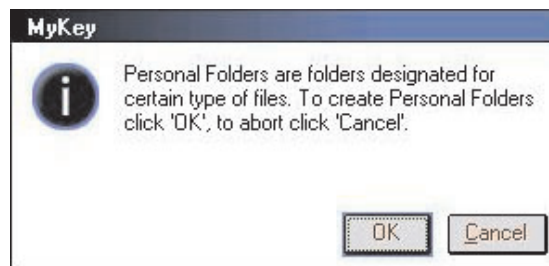 MyKey
Personal Folders are folders designated for
certain type of files. To create Personal Folders
click 'OK', to abort click 'Cancel'.
OK
Cancel